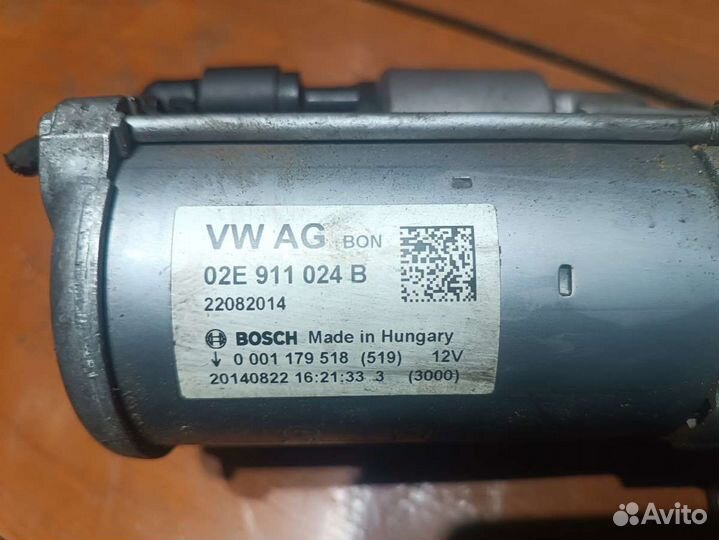 VW AG BON
02E 911 024 B
22082014
BOSCH Made in Hungary
↓ 0 001 179 518 (519) 12V
20140822 16:21:33 3 (3000)
Avito